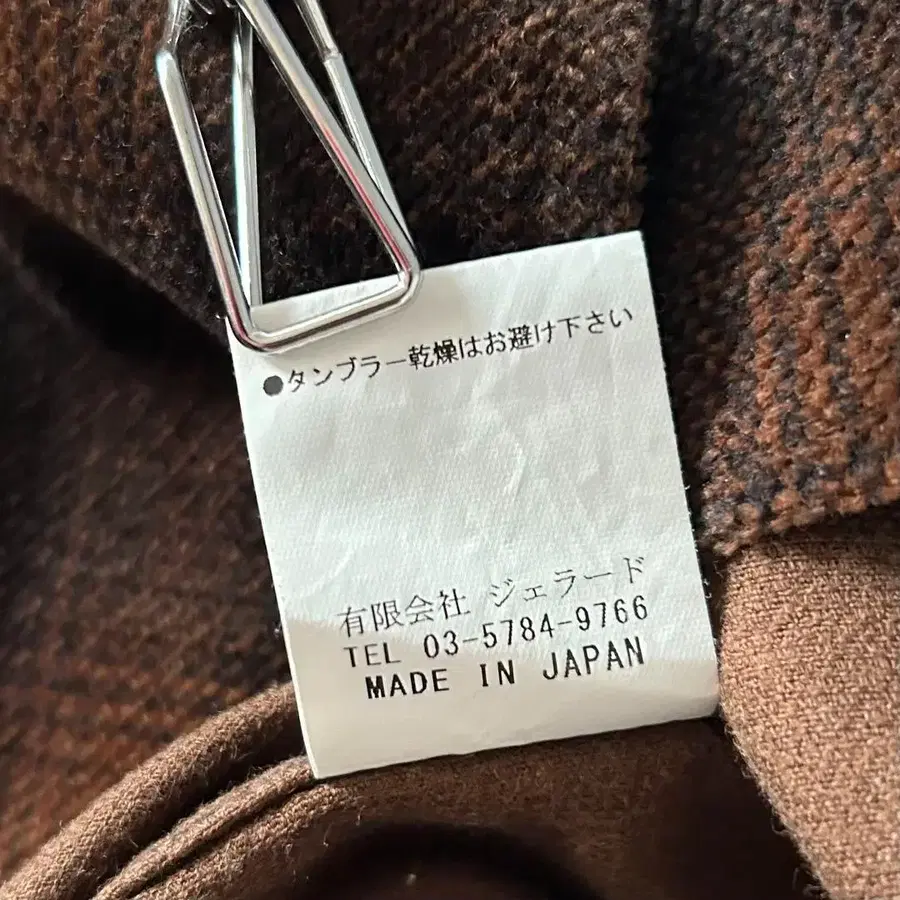 ●タンブラー乾燥はお避け下さい
有限会社 ジェラード
TEL 03-5784-9766
MADE IN JAPAN